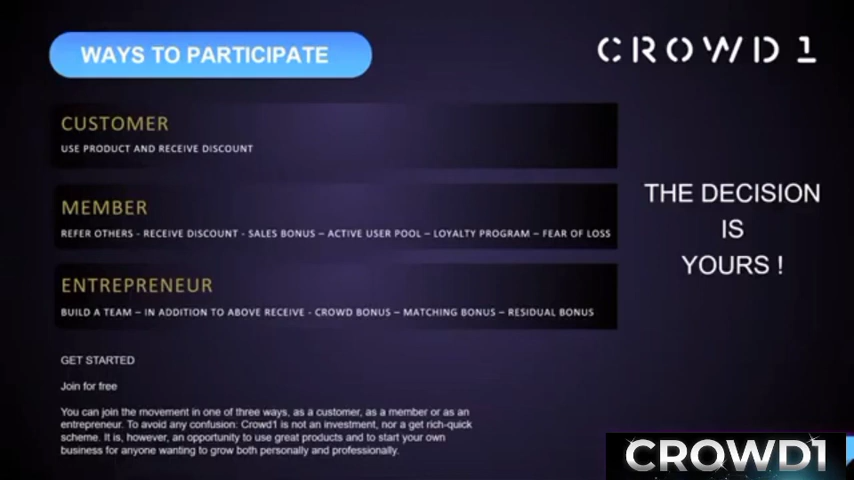 WAYS TO PARTICIPATE
CROWD 1
CUSTOMER
USE PRODUCT AND RECEIVE DISCOUNT
MEMBER
REFER OTHERS - RECEIVE DISCOUNT - SALES BONUS – ACTIVE USER POOL – LOYALTY PROGRAM – FEAR OF LOSS
ENTREPRENEUR
BUILD A TEAM – IN ADDITION TO ABOVE RECEIVE - CROWD BONUS – MATCHING BONUS – RESIDUAL BONUS
THE DECISION
IS
YOURS !
GET STARTED
Join for free
You can join the movement in one of three ways, as a customer, as a member or as an
entrepreneur. To avoid any confusion: Crowd1 is not an investment, nor a get rich-quick
scheme. It is, however, an opportunity to use great products and to start your own
business for anyone wanting to grow both personally and professionally.
CROWD1